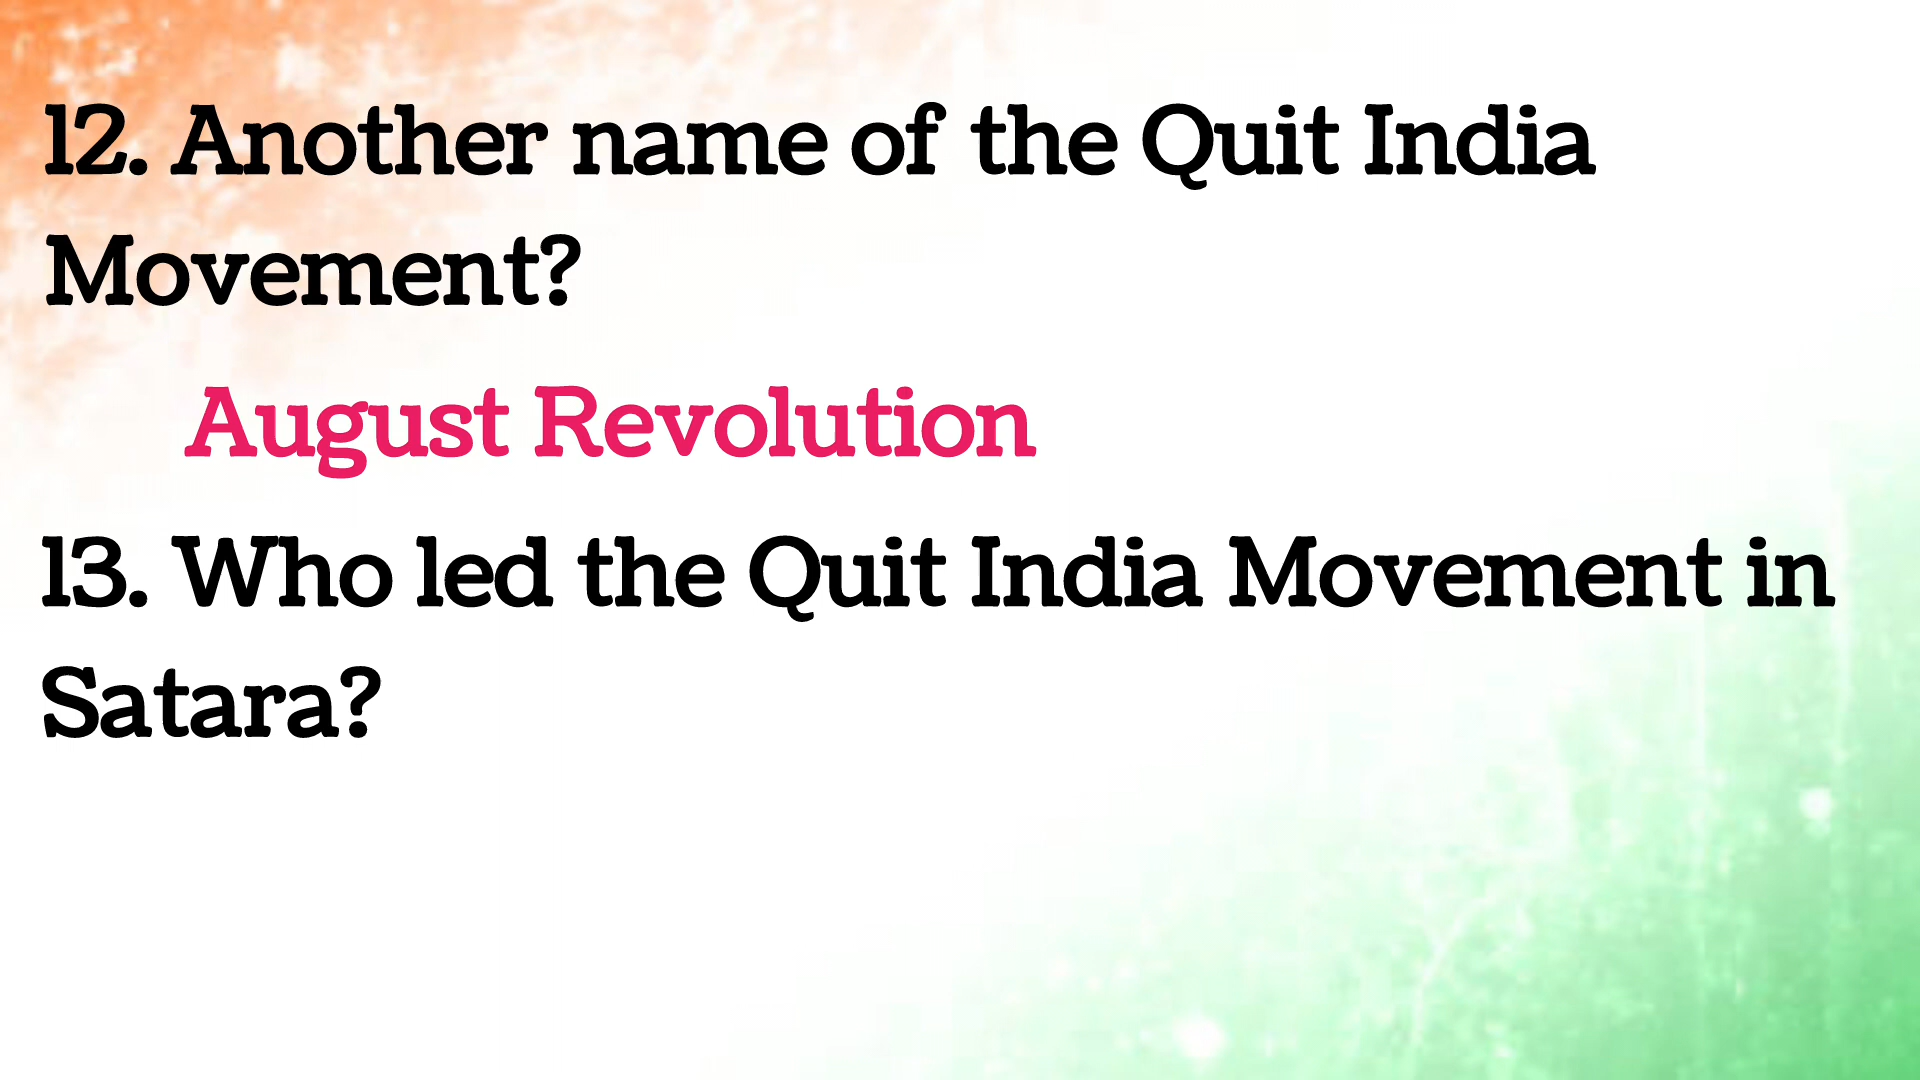 12. Another name of the Quit India
Movement?
August Revolution
13. Who led the Quit India Movement in
Satara?